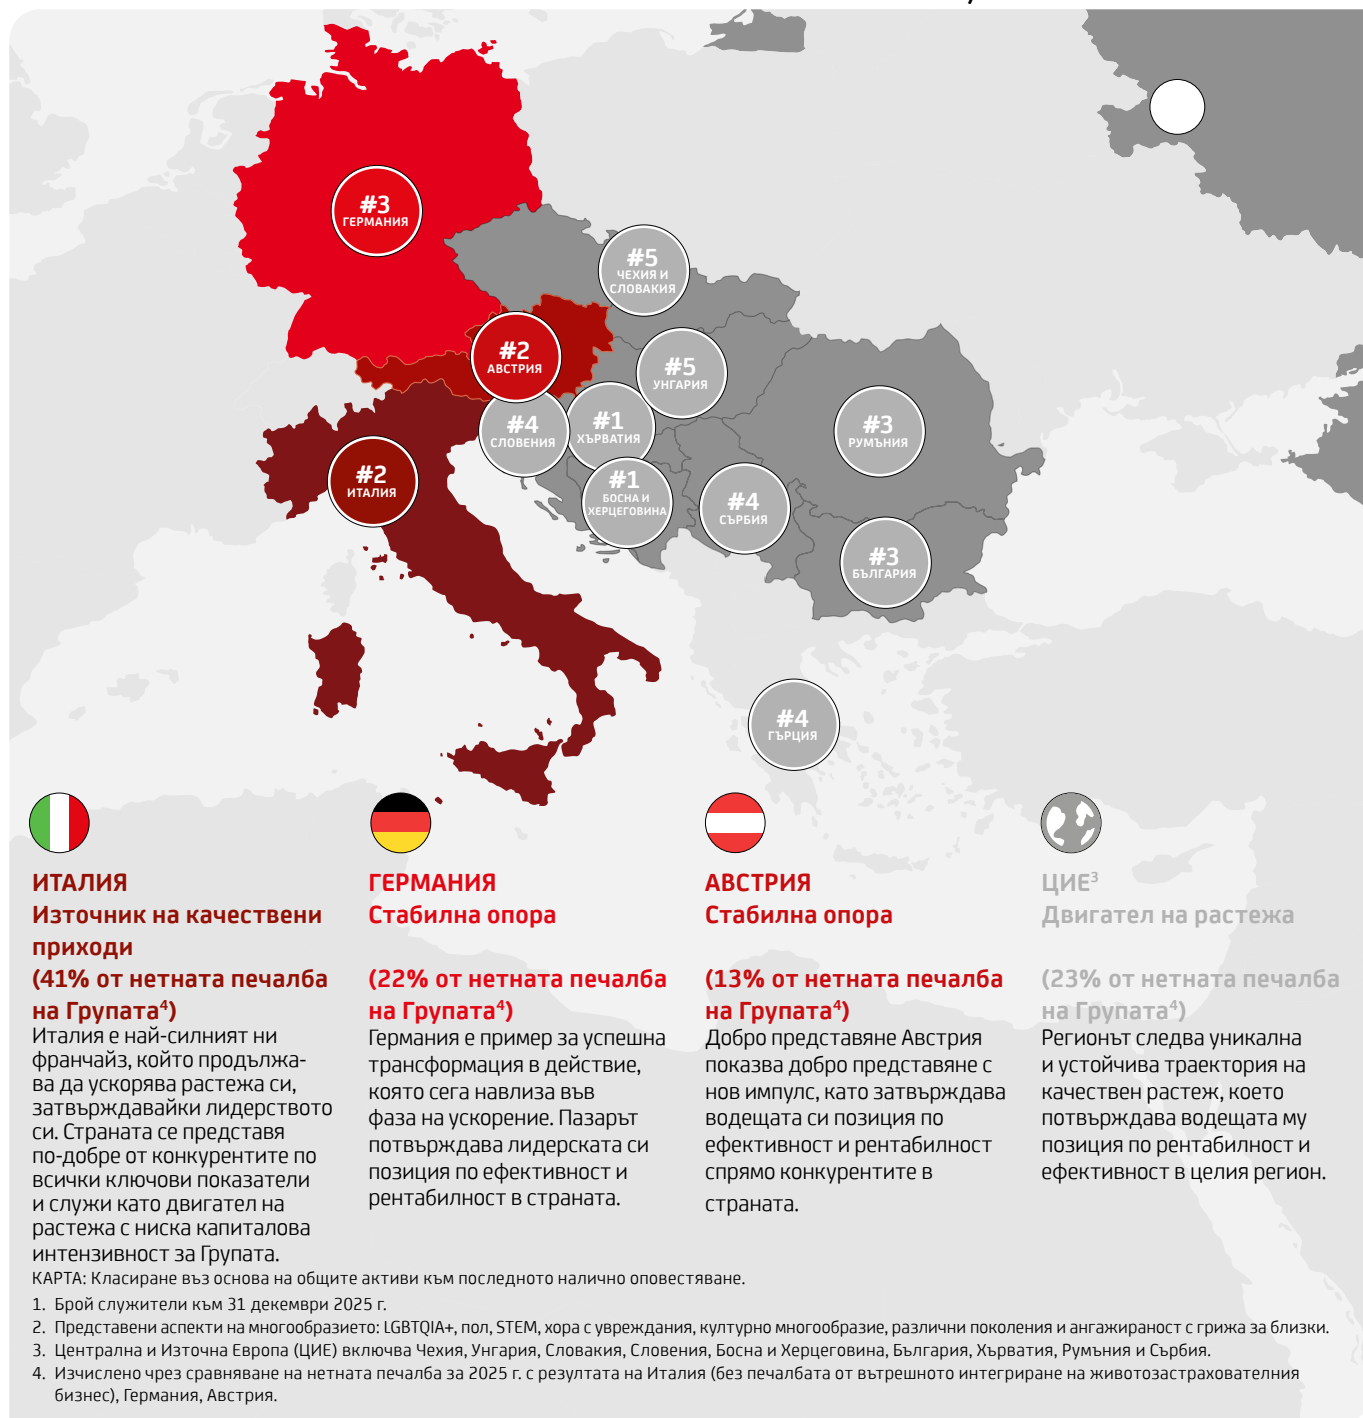 #3
ГЕРМАНИЯ
#5
ЧЕХИЯ И
СЛОВАКИЯ
#2
АВСТРИЯ
#5
УНГАРИЯ
#4
СЛОВЕНИЯ
#1
ХЪРВАТИЯ
#3
РУМЪНИЯ
#2
ИТАЛИЯ
#1
БОСНА И
ХЕРЦЕГОВИНА
#4
СЪРБИЯ
#3
БЪЛГАРИЯ
#4
ГЪРЦИЯ
ИТАЛИЯ
Източник на качествени
приходи
(41% от нетната печалба
на Групата4)
Италия е най-силният ни
франчайз, който продължа-
ва да ускорява растежа си,
затвърждавайки лидерството
си. Страната се представя
по-добре от конкурентите по
всички ключови показатели
и служи като двигател на
растежа с ниска капиталова
интензивност за Групата.
ГЕРМАНИЯ
Стабилна опора
(22% от нетната печалба
на Групата4)
Германия е пример за успешна
трансформация в действие,
която сега навлиза във
фаза на ускорение. Пазарът
потвърждава лидерската си
позиция по ефективност и
рентабилност в страната.
АВСТРИЯ
Стабилна опора
(13% от нетната печалба
на Групата4)
Добро представяне Австрия
показва добро представяне с
нов импулс, като затвърждава
водещата си позиция по
ефективност и рентабилност
спрямо конкурентите в
страната.
ЦИЕ3
Двигател на растежа
(23% от нетната печалба
на Групата4)
Регионът следва уникална
и устойчива траектория на
качествен растеж, което
потвърждава водещата му
позиция по рентабилност и
ефективност в целия регион.
КАРТА: Класиране въз основа на общите активи към последното налично оповестяване.
1. Брой служители към 31 декември 2025 г.
2. Представени аспекти на многообразието: LGBTQIA+, пол, STEM, хора с увреждания, културно многообразие, различни поколения и ангажираност с грижа за близки.
3. Централна и Източна Европа (ЦИЕ) включва Чехия, Унгария, Словакия, Словения, Босна и Херцеговина, България, Хърватия, Румъния и Сърбия.
4. Изчислено чрез сравняване на нетната печалба за 2025 г. с резултата на Италия (без печалбата от вътрешното интегриране на животозастрахователния
бизнес), Германия, Австрия.